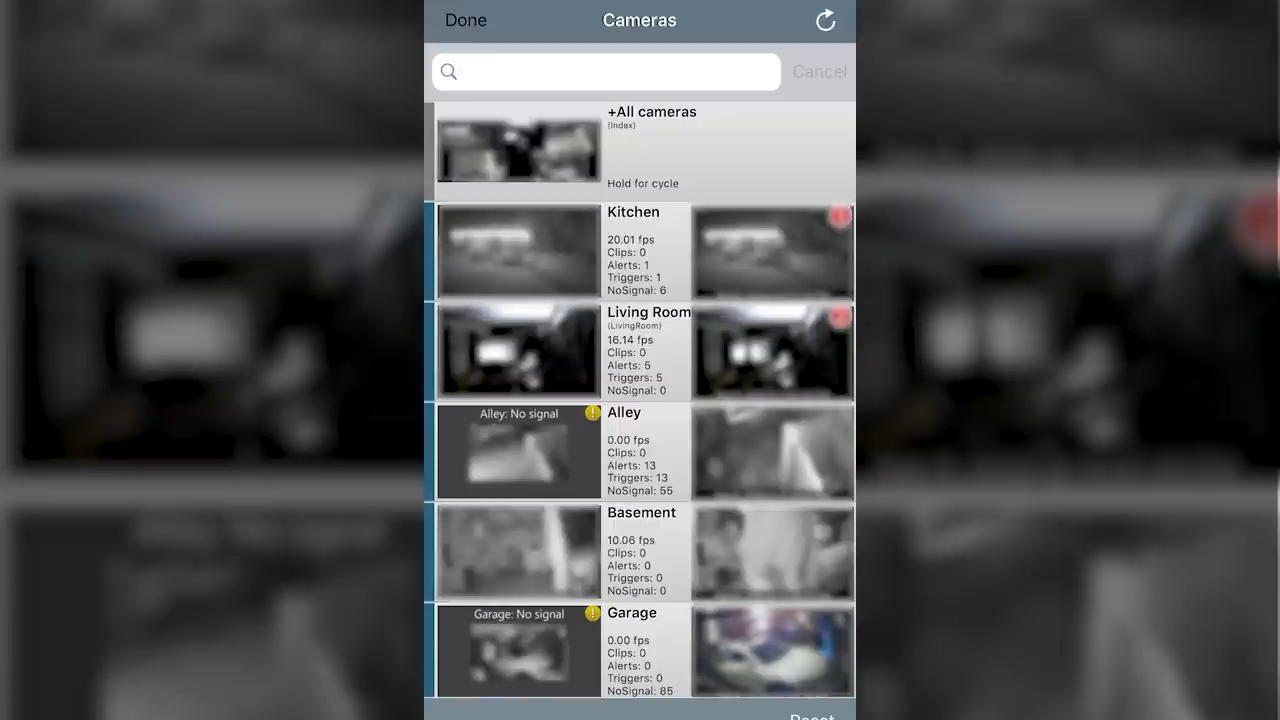 Done
Cameras
Cancel
+All cameras
(Index)
Hold for cycle
Kitchen
20.01 fps
Clips: 0
Alerts: 1
Triggers: 1
NoSignal: 6
Living Room
(LivingRoom)
16.14 fps
Clips: 0
Alerts: 5
Triggers: 5
NoSignal: 0
Alley: No signal
Alley
0.00 fps
Clips: 0
Alerts: 13
Triggers: 13
NoSignal: 55
Basement
10.06 fps
Clips: 0
Alerts: 0
Triggers: 0
NoSignal: 0
Garage: No signal
Garage
0.00 fps
Clips: 0
Alerts: 0
Triggers: 0
NoSignal: 85
Reset